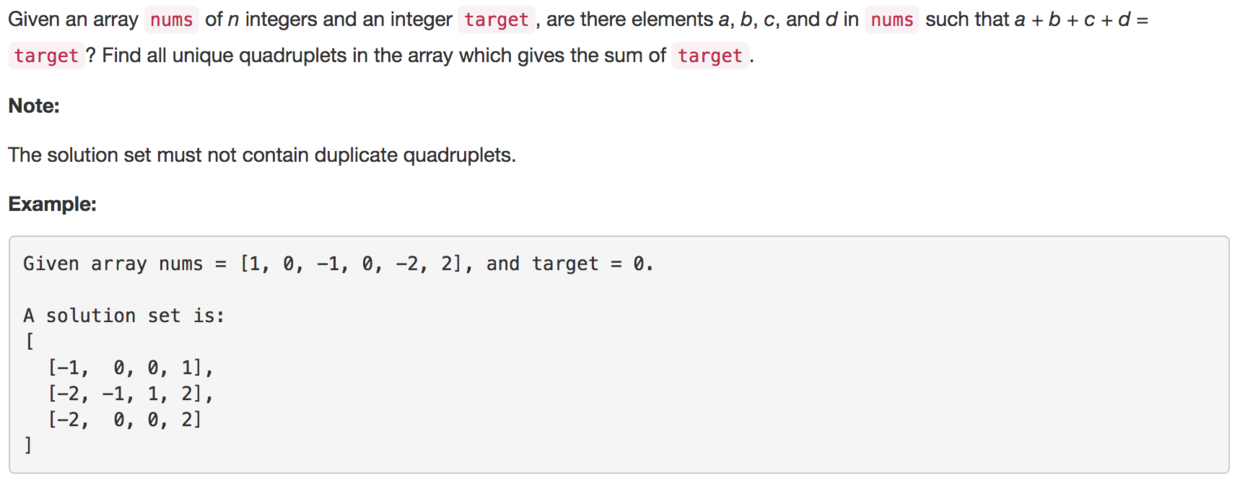 Given an array nums of n integers and an integer target , are there elements a, b, c, and d in nums such that a + b + c + d =
target ? Find all unique quadruplets in the array which gives the sum of target .
Note:
The solution set must not contain duplicate quadruplets.
Example:
Given array nums = [1, 0, -1, 0, -2, 2], and target = 0.
A solution set is:
[
  [-1,  0, 0, 1],
  [-2, -1, 1, 2],
  [-2,  0, 0, 2]
]